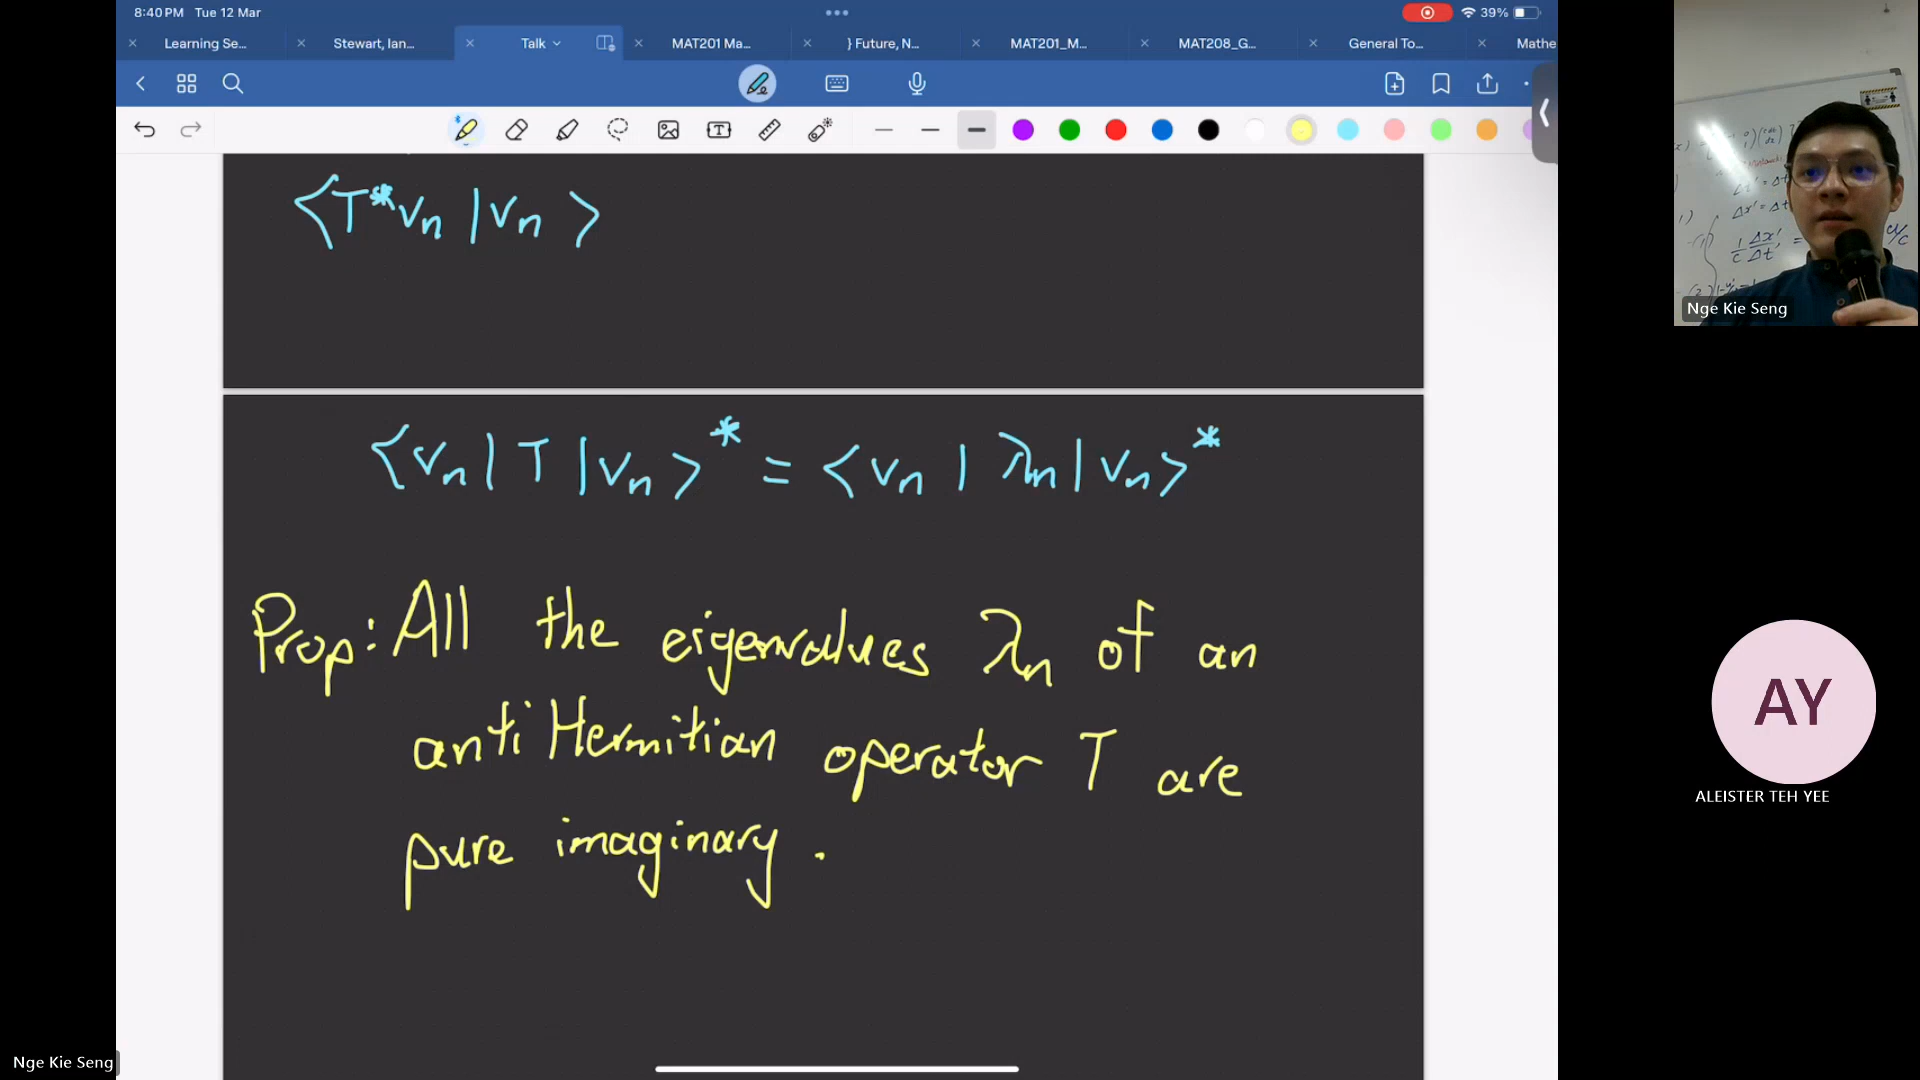 8:40 PM Tue 12 Mar
39%
Learning Se...
Stewart, Ian...
Talk
MAT201 Ma...
} Future, N...
MAT201_M...
MAT208_G...
General To...
Mathe
<T*vn|vn>
<vn|T|vn>* = <vn|λn|vn>*
Prop: All the eigenvalues λn of an
anti Hermitian operator T are
pure imaginary.
Nge Kie Seng
AY
ALEISTER TEH YEE
Nge Kie Seng